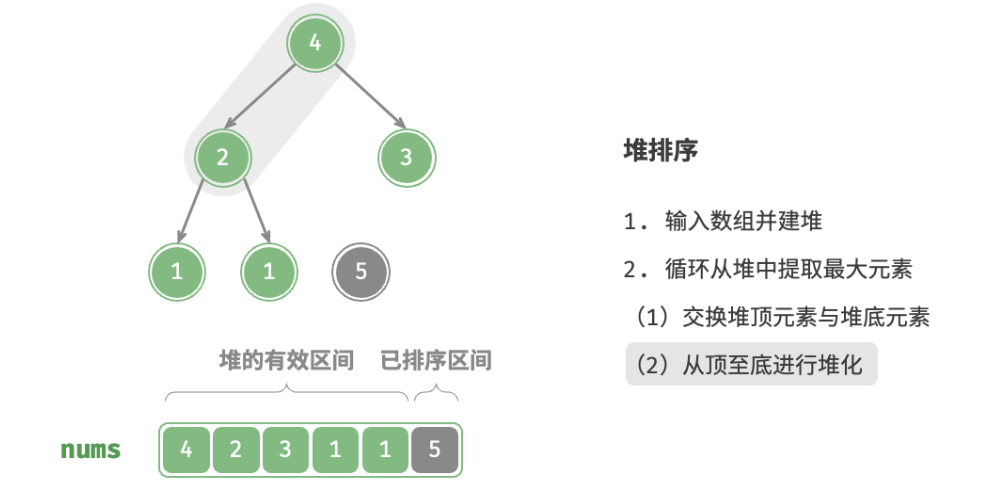 4
2
3
1
1
5
堆的有效区间
已排序区间
nums
4 2 3 1 1 5
堆排序
1. 输入数组并建堆
2. 循环从堆中提取最大元素
（1）交换堆顶元素与堆底元素
（2）从顶至底进行堆化